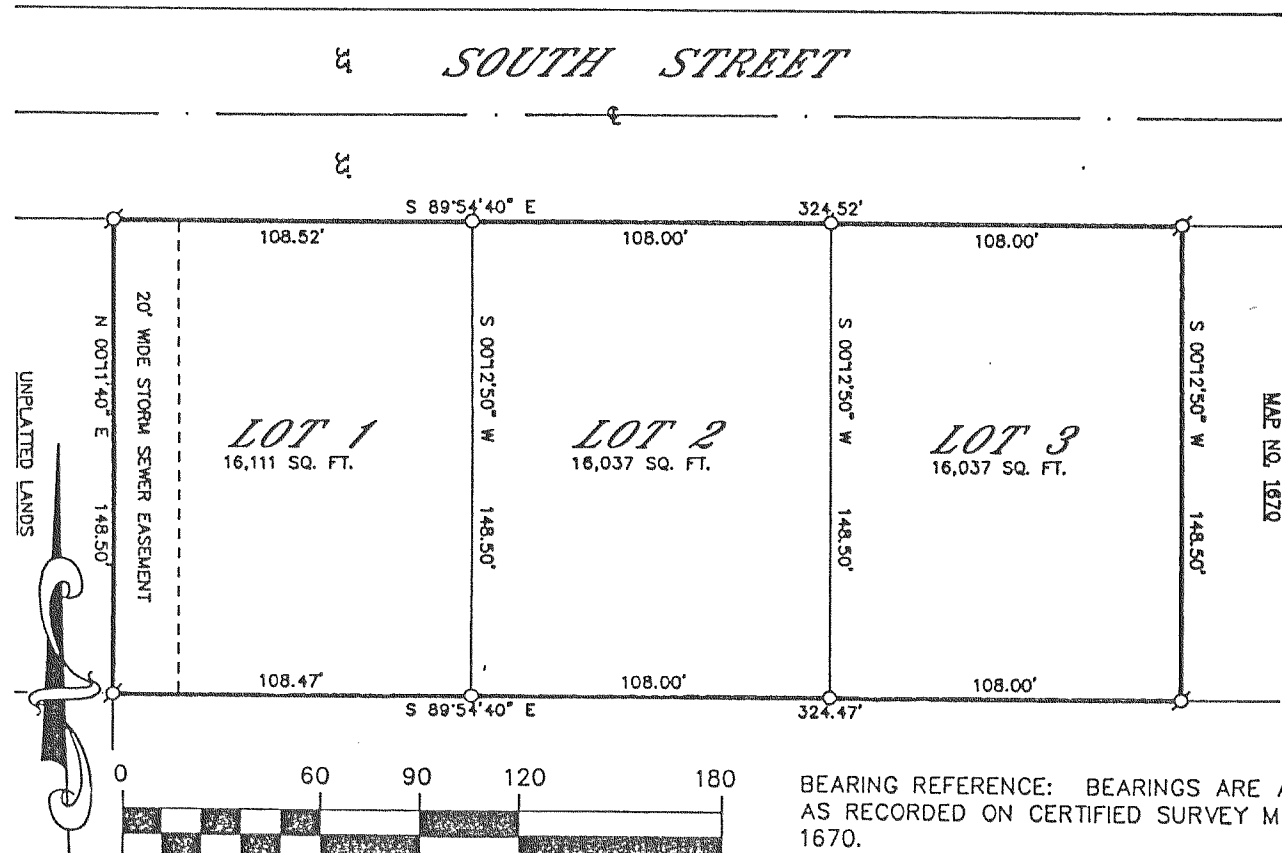 33'
SOUTH STREET
℄
33'
S 89°54'40" E 324.52'
108.52' 108.00' 108.00'
UNPLATTED LANDS
N 00°11'40" E 148.50'
20' WIDE STORM SEWER EASEMENT
LOT 1
16,111 SQ. FT.
S 00°12'50" W 148.50'
LOT 2
16,037 SQ. FT.
S 00°12'50" W 148.50'
LOT 3
16,037 SQ. FT.
S 00°12'50" W 148.50'
MAP NO. 1670
108.47' 108.00' 108.00'
S 89°54'40" E 324.47'
0 60 90 120 180
BEARING REFERENCE: BEARINGS ARE
AS RECORDED ON CERTIFIED SURVEY
1670.